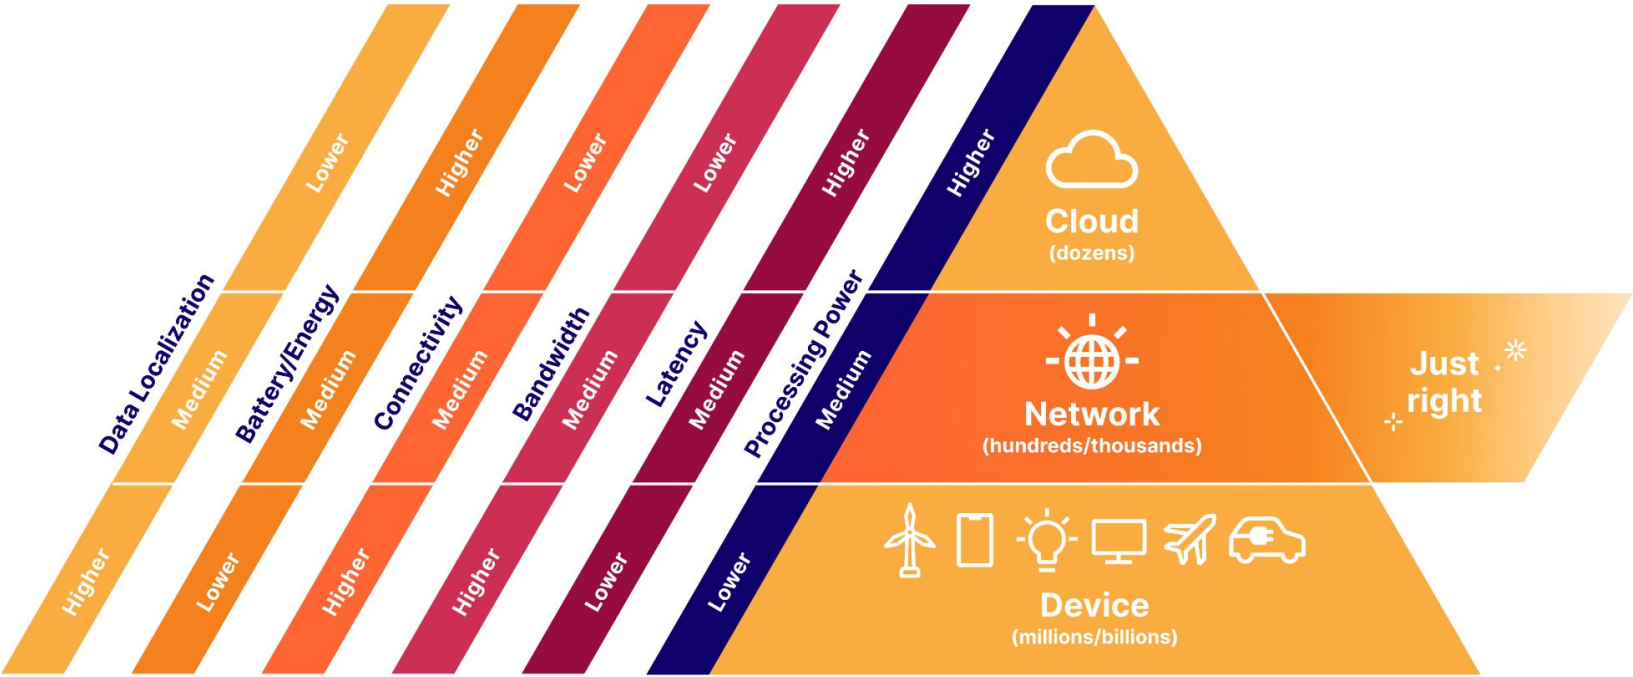 Data Localization
Lower
Medium
Higher
Battery/Energy
Higher
Medium
Lower
Connectivity
Lower
Medium
Higher
Bandwidth
Lower
Medium
Higher
Latency
Higher
Medium
Lower
Processing Power
Higher
Medium
Lower
Cloud
(dozens)
Network
(hundreds/thousands)
Just
right
Device
(millions/billions)